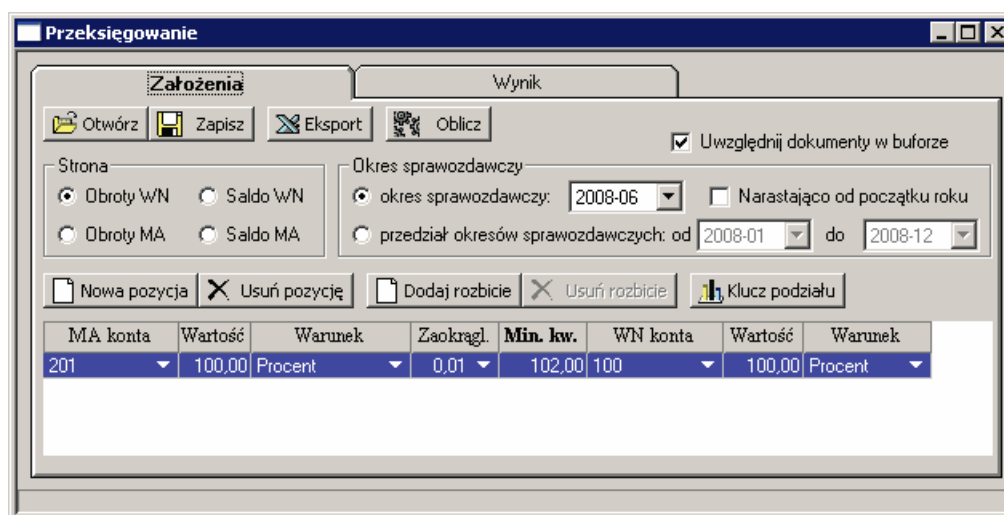 Przeksięgowanie
Założenia Wynik
Otwórz Zapisz Eksport Oblicz
Uwzględnij dokumenty w buforze
Strona Okres sprawozdawczy
Obroty WN Saldo WN okres sprawozdawczy: 2008-06 Narastająco od początku roku
Obroty MA Saldo MA przedział okresów sprawozdawczych: od 2008-01 do 2008-12
Nowa pozycja Usuń pozycję Dodaj rozbicie Usuń rozbicie Klucz podziału
MA konta Wartość Warunek Zaokrągl. Min. kw. WN konta Wartość Warunek
201 100,00 Procent 0,01 102,00 100 100,00 Procent